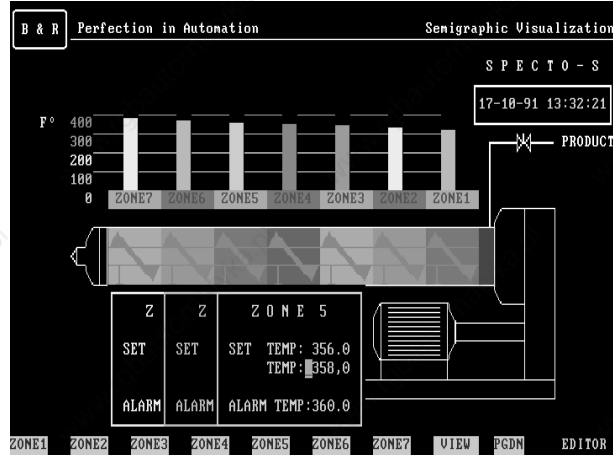 B & R Perfection in Automation Semigraphic Visualization
S P E C T O - S
17-10-91 13:32:21
F° 400
300
200
100
0
PRODUCT
ZONE7 ZONE6 ZONE5 ZONE4 ZONE3 ZONE2 ZONE1
Z Z Z O N E 5
SET SET SET TEMP: 356.0
TEMP: 358,0
ALARM ALARM ALARM TEMP:360.0
ZONE1 ZONE2 ZONE3 ZONE4 ZONE5 ZONE6 ZONE7 VIEW PGDN EDITOR